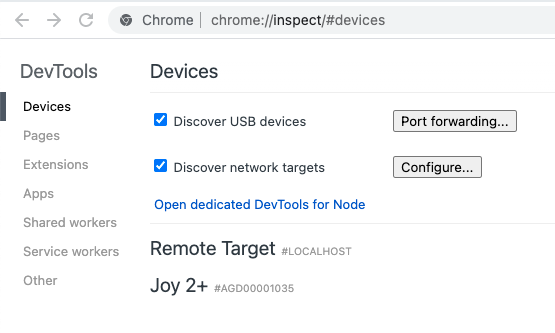 Chrome | chrome://inspect/#devices
DevTools
Devices
Pages
Extensions
Apps
Shared workers
Service workers
Other
Devices
Discover USB devices
Port forwarding...
Discover network targets
Configure...
Open dedicated DevTools for Node
Remote Target #LOCALHOST
Joy 2+ #AGD00001035